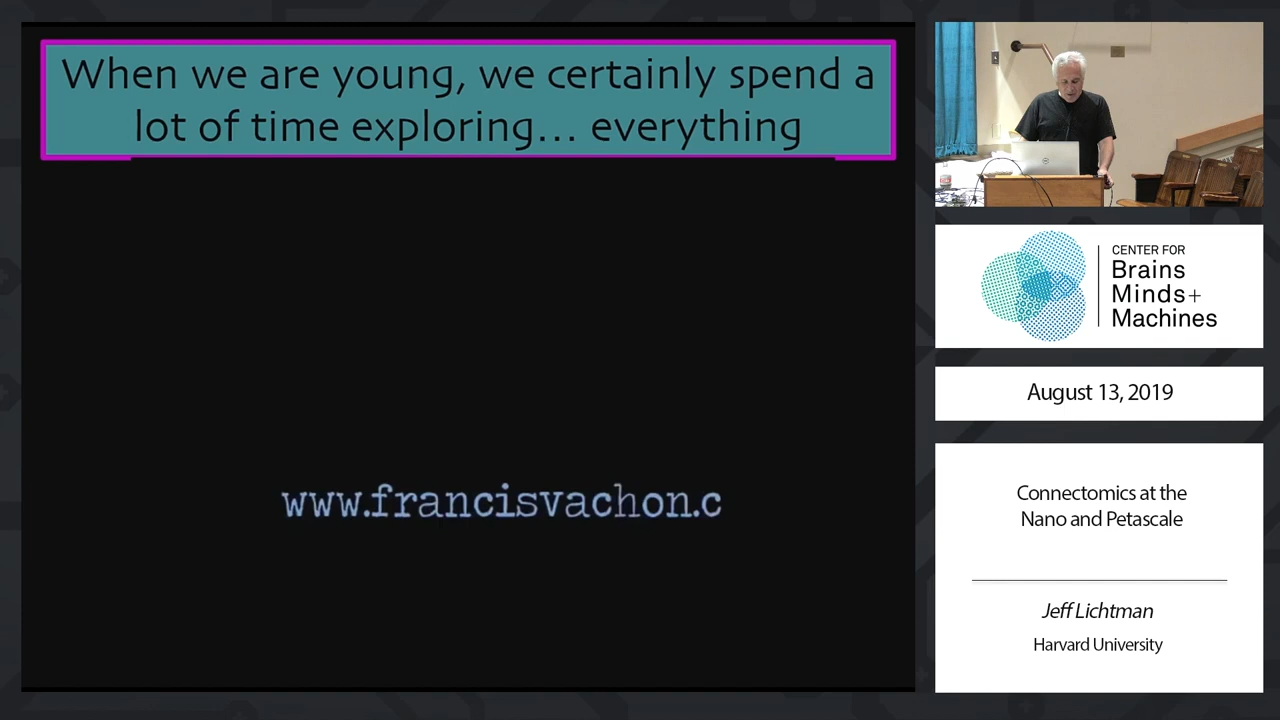 When we are young, we certainly spend a
lot of time exploring... everything
www.francisvachon.c
CENTER FOR
Brains
Minds+
Machines
August 13, 2019
Connectomics at the
Nano and Petascale
Jeff Lichtman
Harvard University